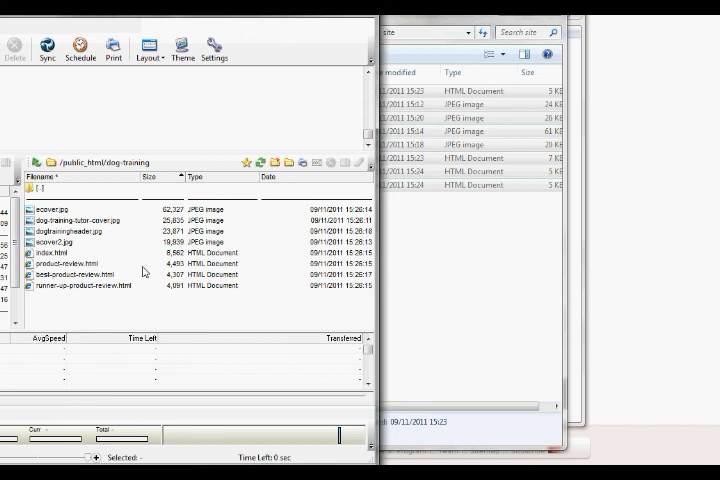 site
Search site
Delete
Sync
Schedule
Print
Layout
Theme
Settings
modified
Type
Size
09/11/2011 15:23 HTML Document 5 KB
09/11/2011 15:12 JPEG image 24 KB
09/11/2011 15:20 JPEG image 26 KB
09/11/2011 15:14 JPEG image 61 KB
09/11/2011 15:18 JPEG image 20 KB
09/11/2011 15:23 HTML Document 7 KB
09/11/2011 15:24 HTML Document 5 KB
09/11/2011 15:24 HTML Document 5 KB
/public_html/dog-training
Filename
Size
Type
Date
[..]
ecover.jpg 62,327 JPEG image 09/11/2011 15:26:14
dog-training-tutor-cover.jpg 25,835 JPEG image 09/11/2011 15:26:11
dogtrainingheader.jpg 23,871 JPEG image 09/11/2011 15:26:18
ecover2.jpg 19,939 JPEG image 09/11/2011 15:26:13
index.html 6,562 HTML Document 09/11/2011 15:26:15
product-review.html 4,493 HTML Document 09/11/2011 15:26:15
best-product-review.html 4,307 HTML Document 09/11/2011 15:26:17
runner-up-product-review.html 4,091 HTML Document 09/11/2011 15:26:15
AvgSpeed
Time Left
Transferred
Curr -
Total -
09/11/2011 15:23
Selected: -
Time Left: 0 sec